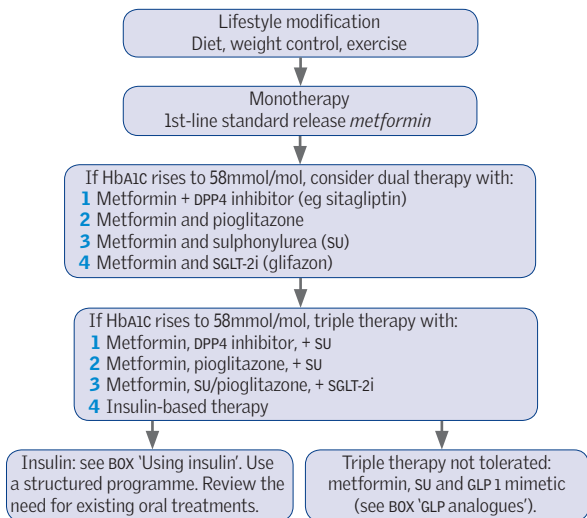 Lifestyle modification
Diet, weight control, exercise
Monotherapy
1st-line standard release metformin
If HbA1C rises to 58mmol/mol, consider dual therapy with:
1 Metformin + DPP4 inhibitor (eg sitagliptin)
2 Metformin and pioglitazone
3 Metformin and sulphonylurea (SU)
4 Metformin and SGLT-2i (glifazon)
If HbA1C rises to 58mmol/mol, triple therapy with:
1 Metformin, DPP4 inhibitor, + SU
2 Metformin, pioglitazone, + SU
3 Metformin, SU/pioglitazone, + SGLT-2i
4 Insulin-based therapy
Insulin: see BOX ‘Using insulin’. Use
a structured programme. Review the
need for existing oral treatments.
Triple therapy not tolerated:
metformin, SU and GLP 1 mimetic
(see BOX ‘GLP analogues’).